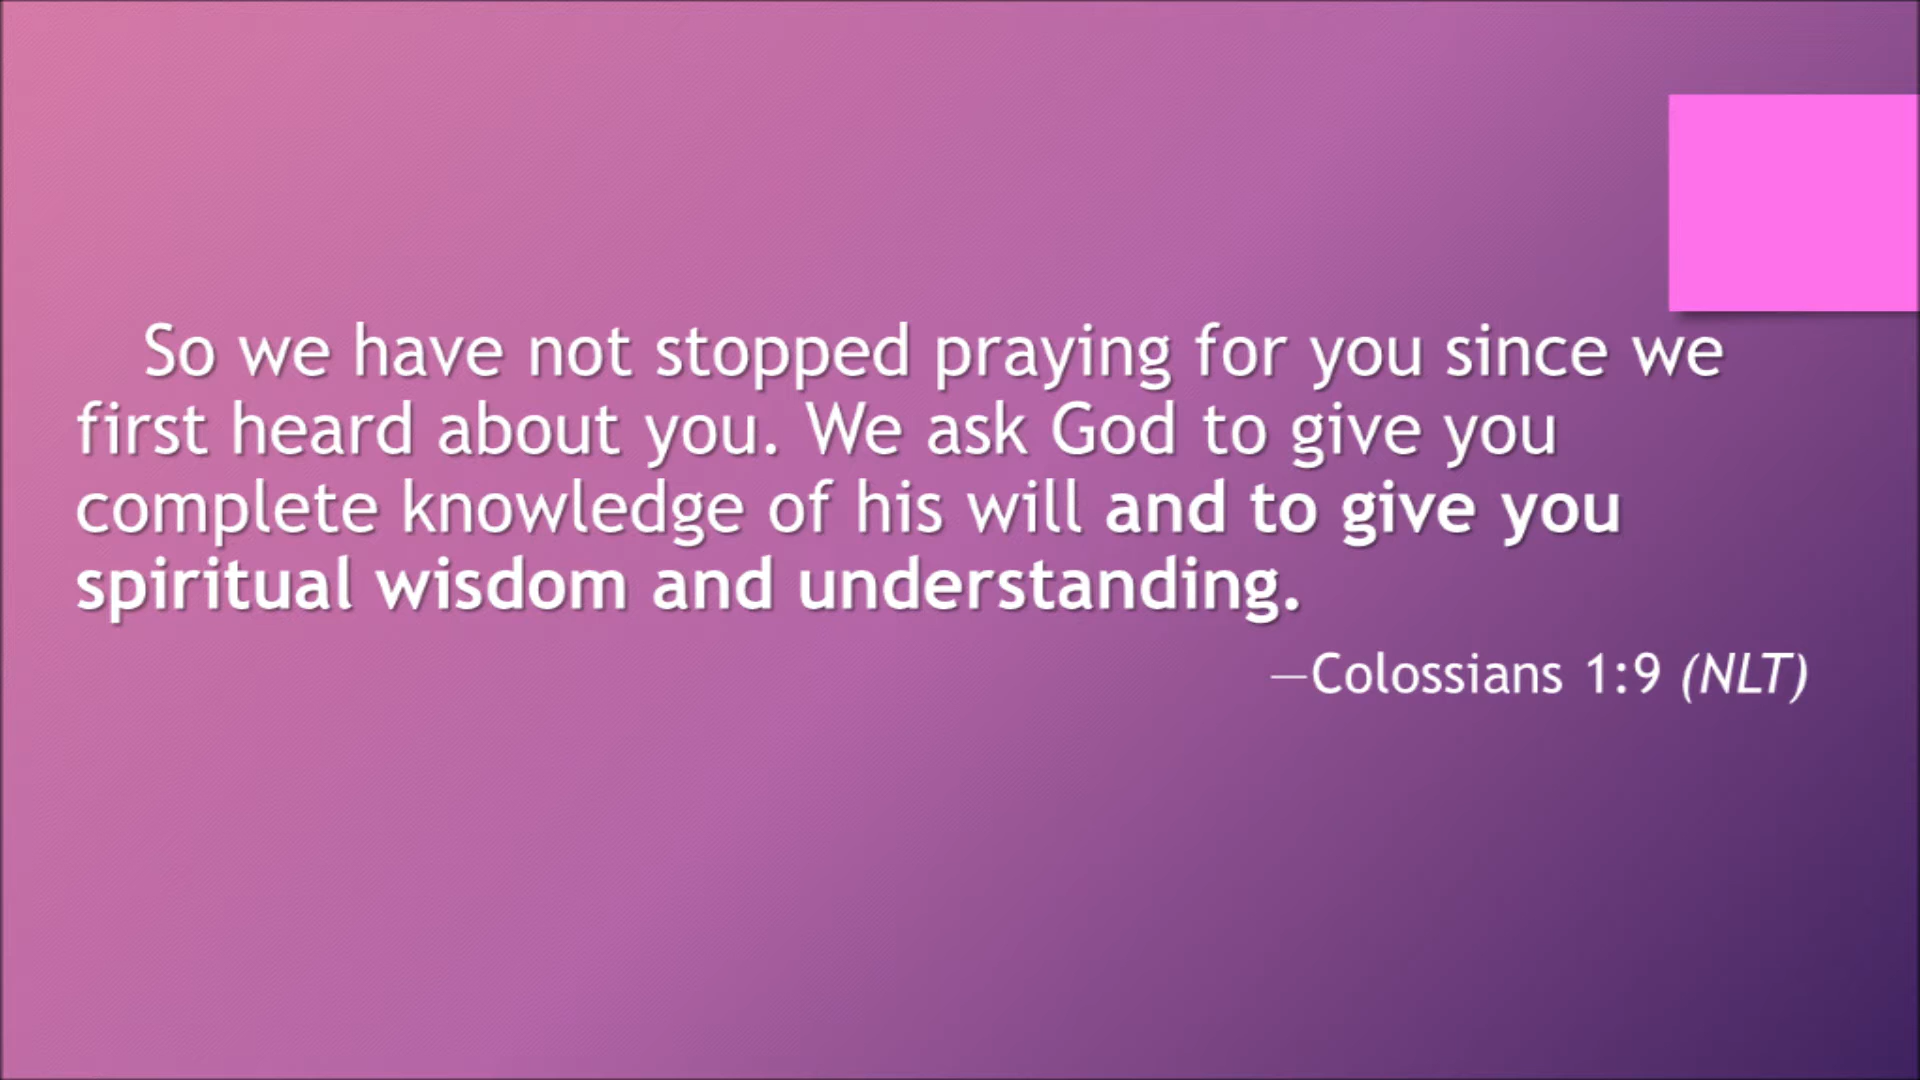 So we have not stopped praying for you since we
first heard about you. We ask God to give you
complete knowledge of his will and to give you
spiritual wisdom and understanding.
—Colossians 1:9 (NLT)